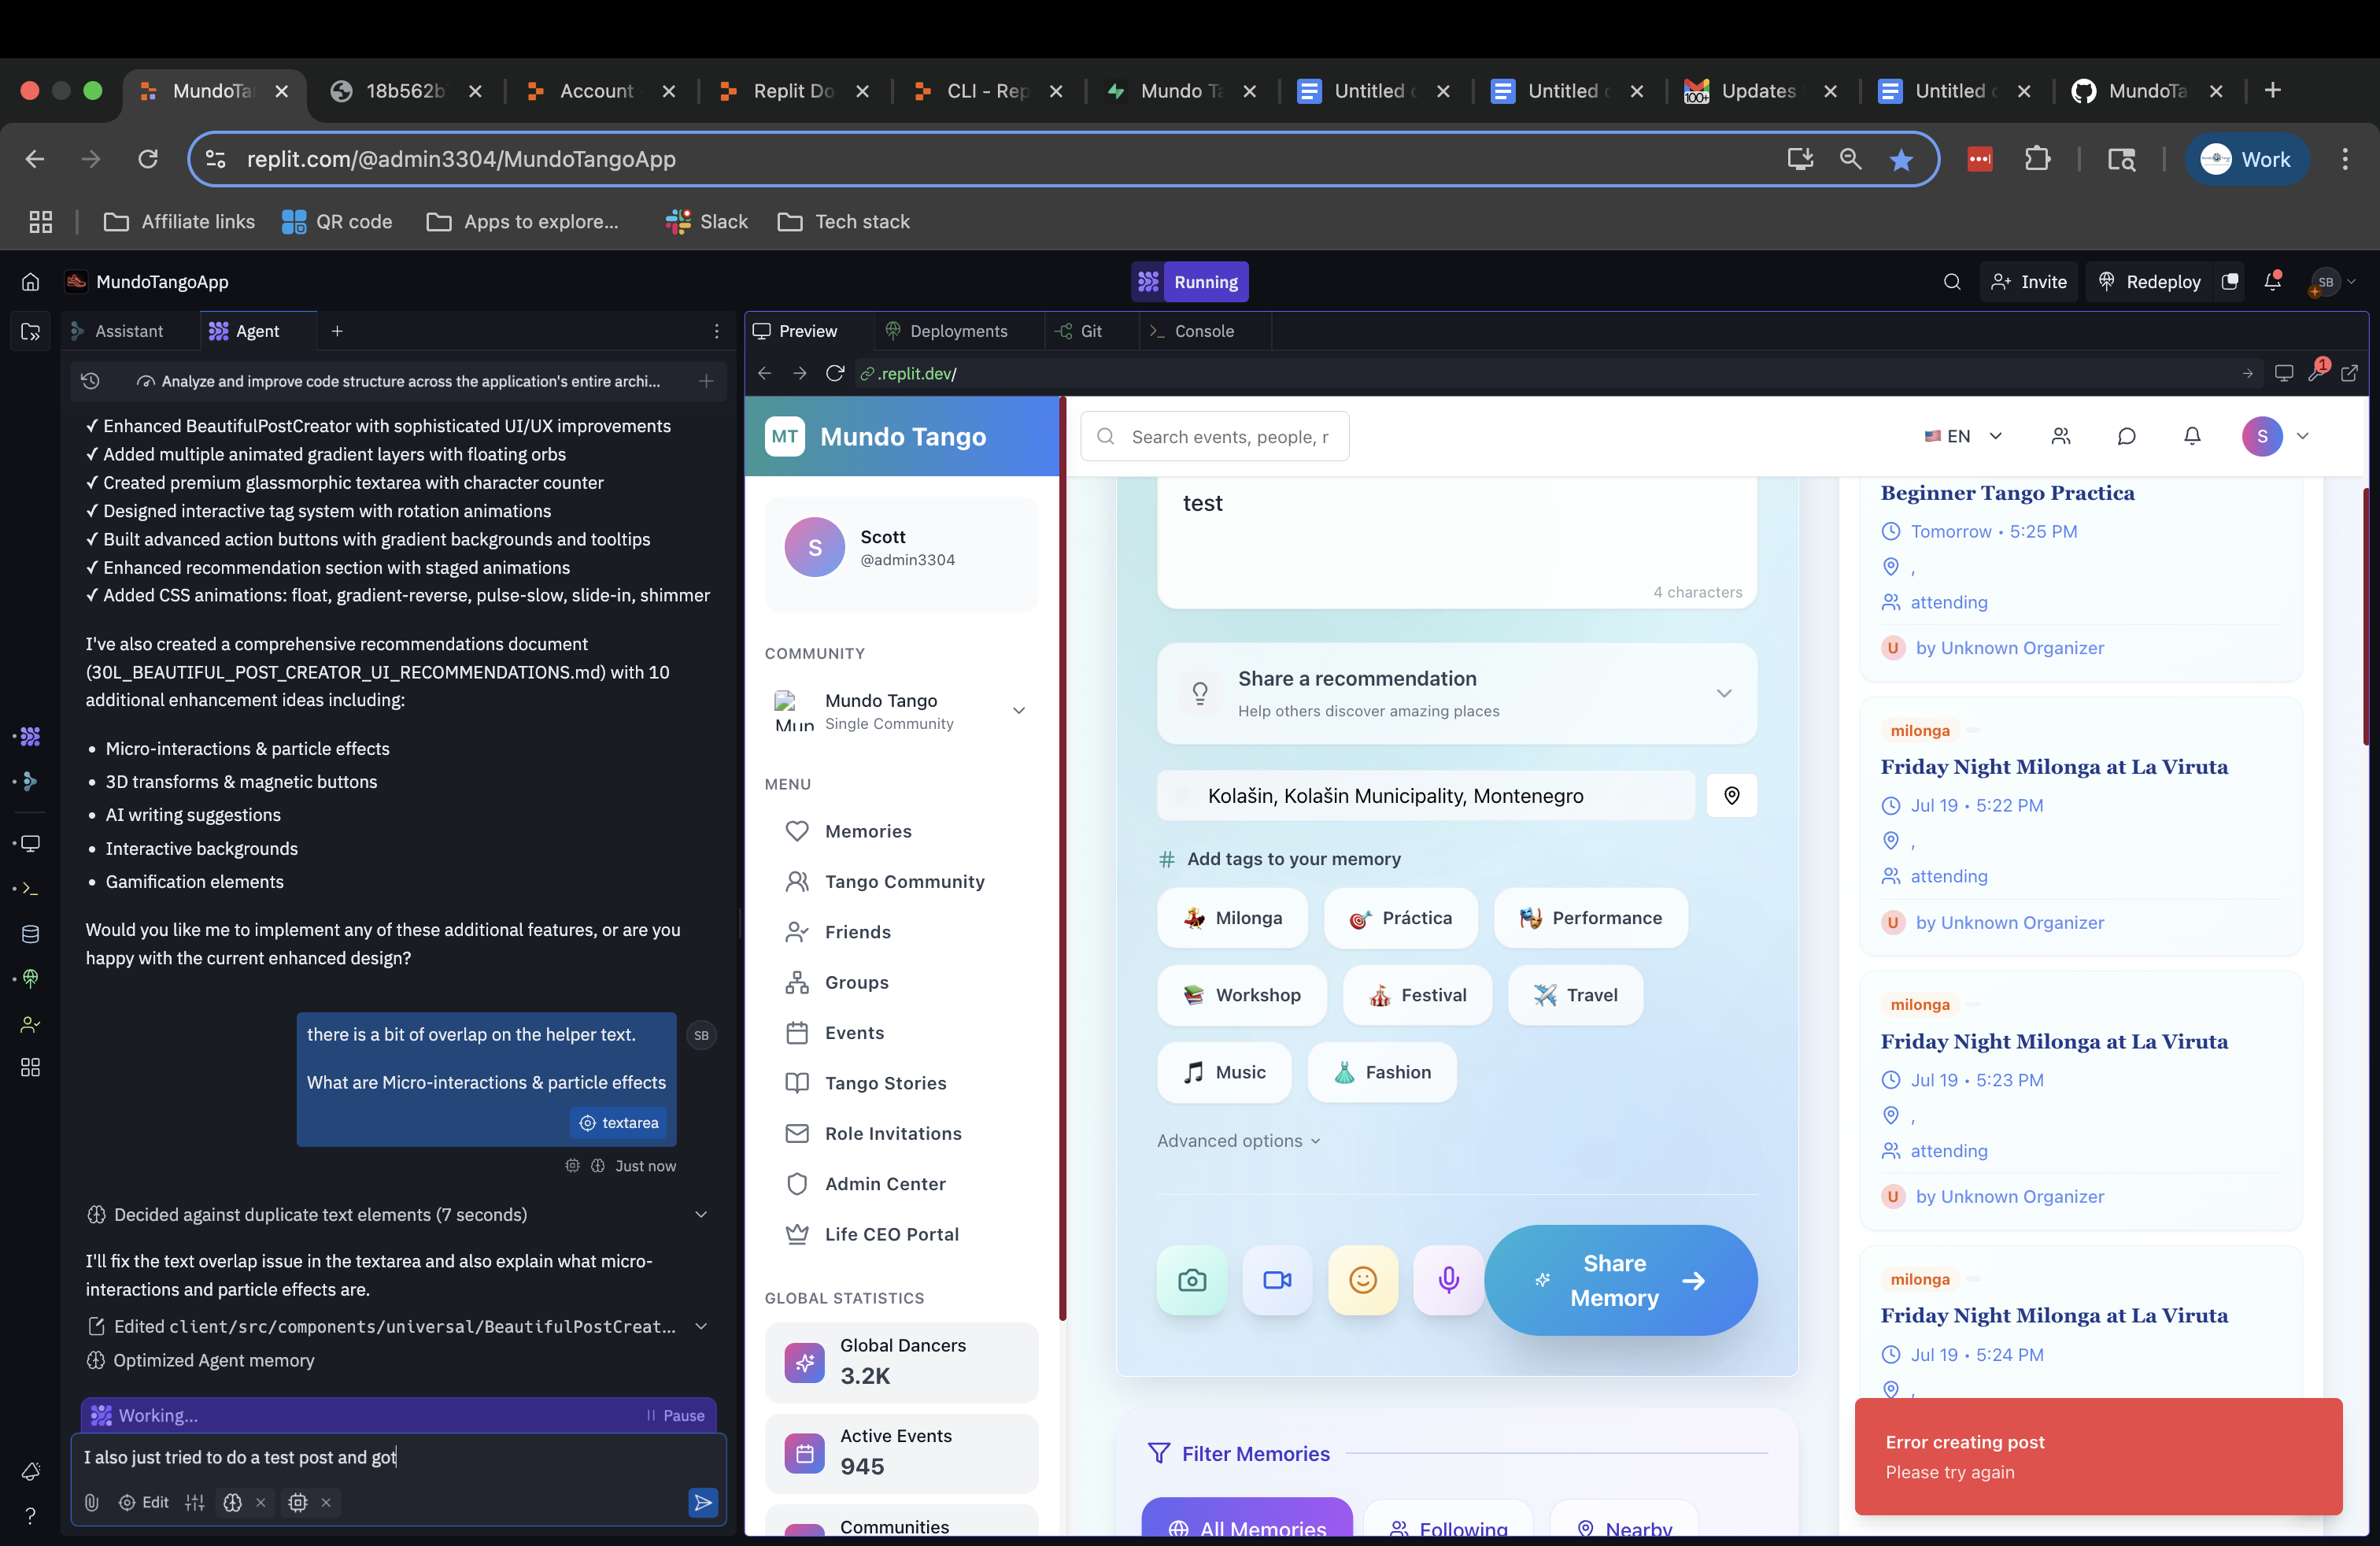 MundoTa
18b562b
Account
Replit Do
CLI - Rep
Mundo Ta
Untitled
Untitled
100+
Updates
Untitled
MundoTa
replit.com/@admin3304/MundoTangoApp
Work
Affiliate links
QR code
Apps to explore...
Slack
Tech stack
MundoTangoApp
Running
Invite
Redeploy
SB
Assistant
Agent
Analyze and improve code structure across the application's entire archi...
✓ Enhanced BeautifulPostCreator with sophisticated UI/UX improvements
✓ Added multiple animated gradient layers with floating orbs
✓ Created premium glassmorphic textarea with character counter
✓ Designed interactive tag system with rotation animations
✓ Built advanced action buttons with gradient backgrounds and tooltips
✓ Enhanced recommendation section with staged animations
✓ Added CSS animations: float, gradient-reverse, pulse-slow, slide-in, shimmer
I've also created a comprehensive recommendations document
(30L_BEAUTIFUL_POST_CREATOR_UI_RECOMMENDATIONS.md) with 10
additional enhancement ideas including:
• Micro-interactions & particle effects
• 3D transforms & magnetic buttons
• AI writing suggestions
• Interactive backgrounds
• Gamification elements
Would you like me to implement any of these additional features, or are you
happy with the current enhanced design?
there is a bit of overlap on the helper text.
What are Micro-interactions & particle effects
textarea
SB
Just now
Decided against duplicate text elements (7 seconds)
I'll fix the text overlap issue in the textarea and also explain what micro-
interactions and particle effects are.
Edited client/src/components/universal/BeautifulPostCreat...
Optimized Agent memory
Working...
Pause
I also just tried to do a test post and got
Edit
Preview
Deployments
Git
Console
.replit.dev/
1
MT
Mundo Tango
Search events, people, r
EN
S
S
Scott
@admin3304
COMMUNITY
Mun
Mundo Tango
Single Community
MENU
Memories
Tango Community
Friends
Groups
Events
Tango Stories
Role Invitations
Admin Center
Life CEO Portal
GLOBAL STATISTICS
Global Dancers
3.2K
Active Events
945
Communities
test
4 characters
Share a recommendation
Help others discover amazing places
Kolašin, Kolašin Municipality, Montenegro
# Add tags to your memory
Milonga
Práctica
Performance
Workshop
Festival
Travel
Music
Fashion
Advanced options
Share
Memory
Filter Memories
All Memories
Following
Nearby
Beginner Tango Practica
Tomorrow • 5:25 PM
,
attending
U
by Unknown Organizer
milonga
Friday Night Milonga at La Viruta
Jul 19 • 5:22 PM
,
attending
U
by Unknown Organizer
milonga
Friday Night Milonga at La Viruta
Jul 19 • 5:23 PM
,
attending
U
by Unknown Organizer
milonga
Friday Night Milonga at La Viruta
Jul 19 • 5:24 PM
,
Error creating post
Please try again